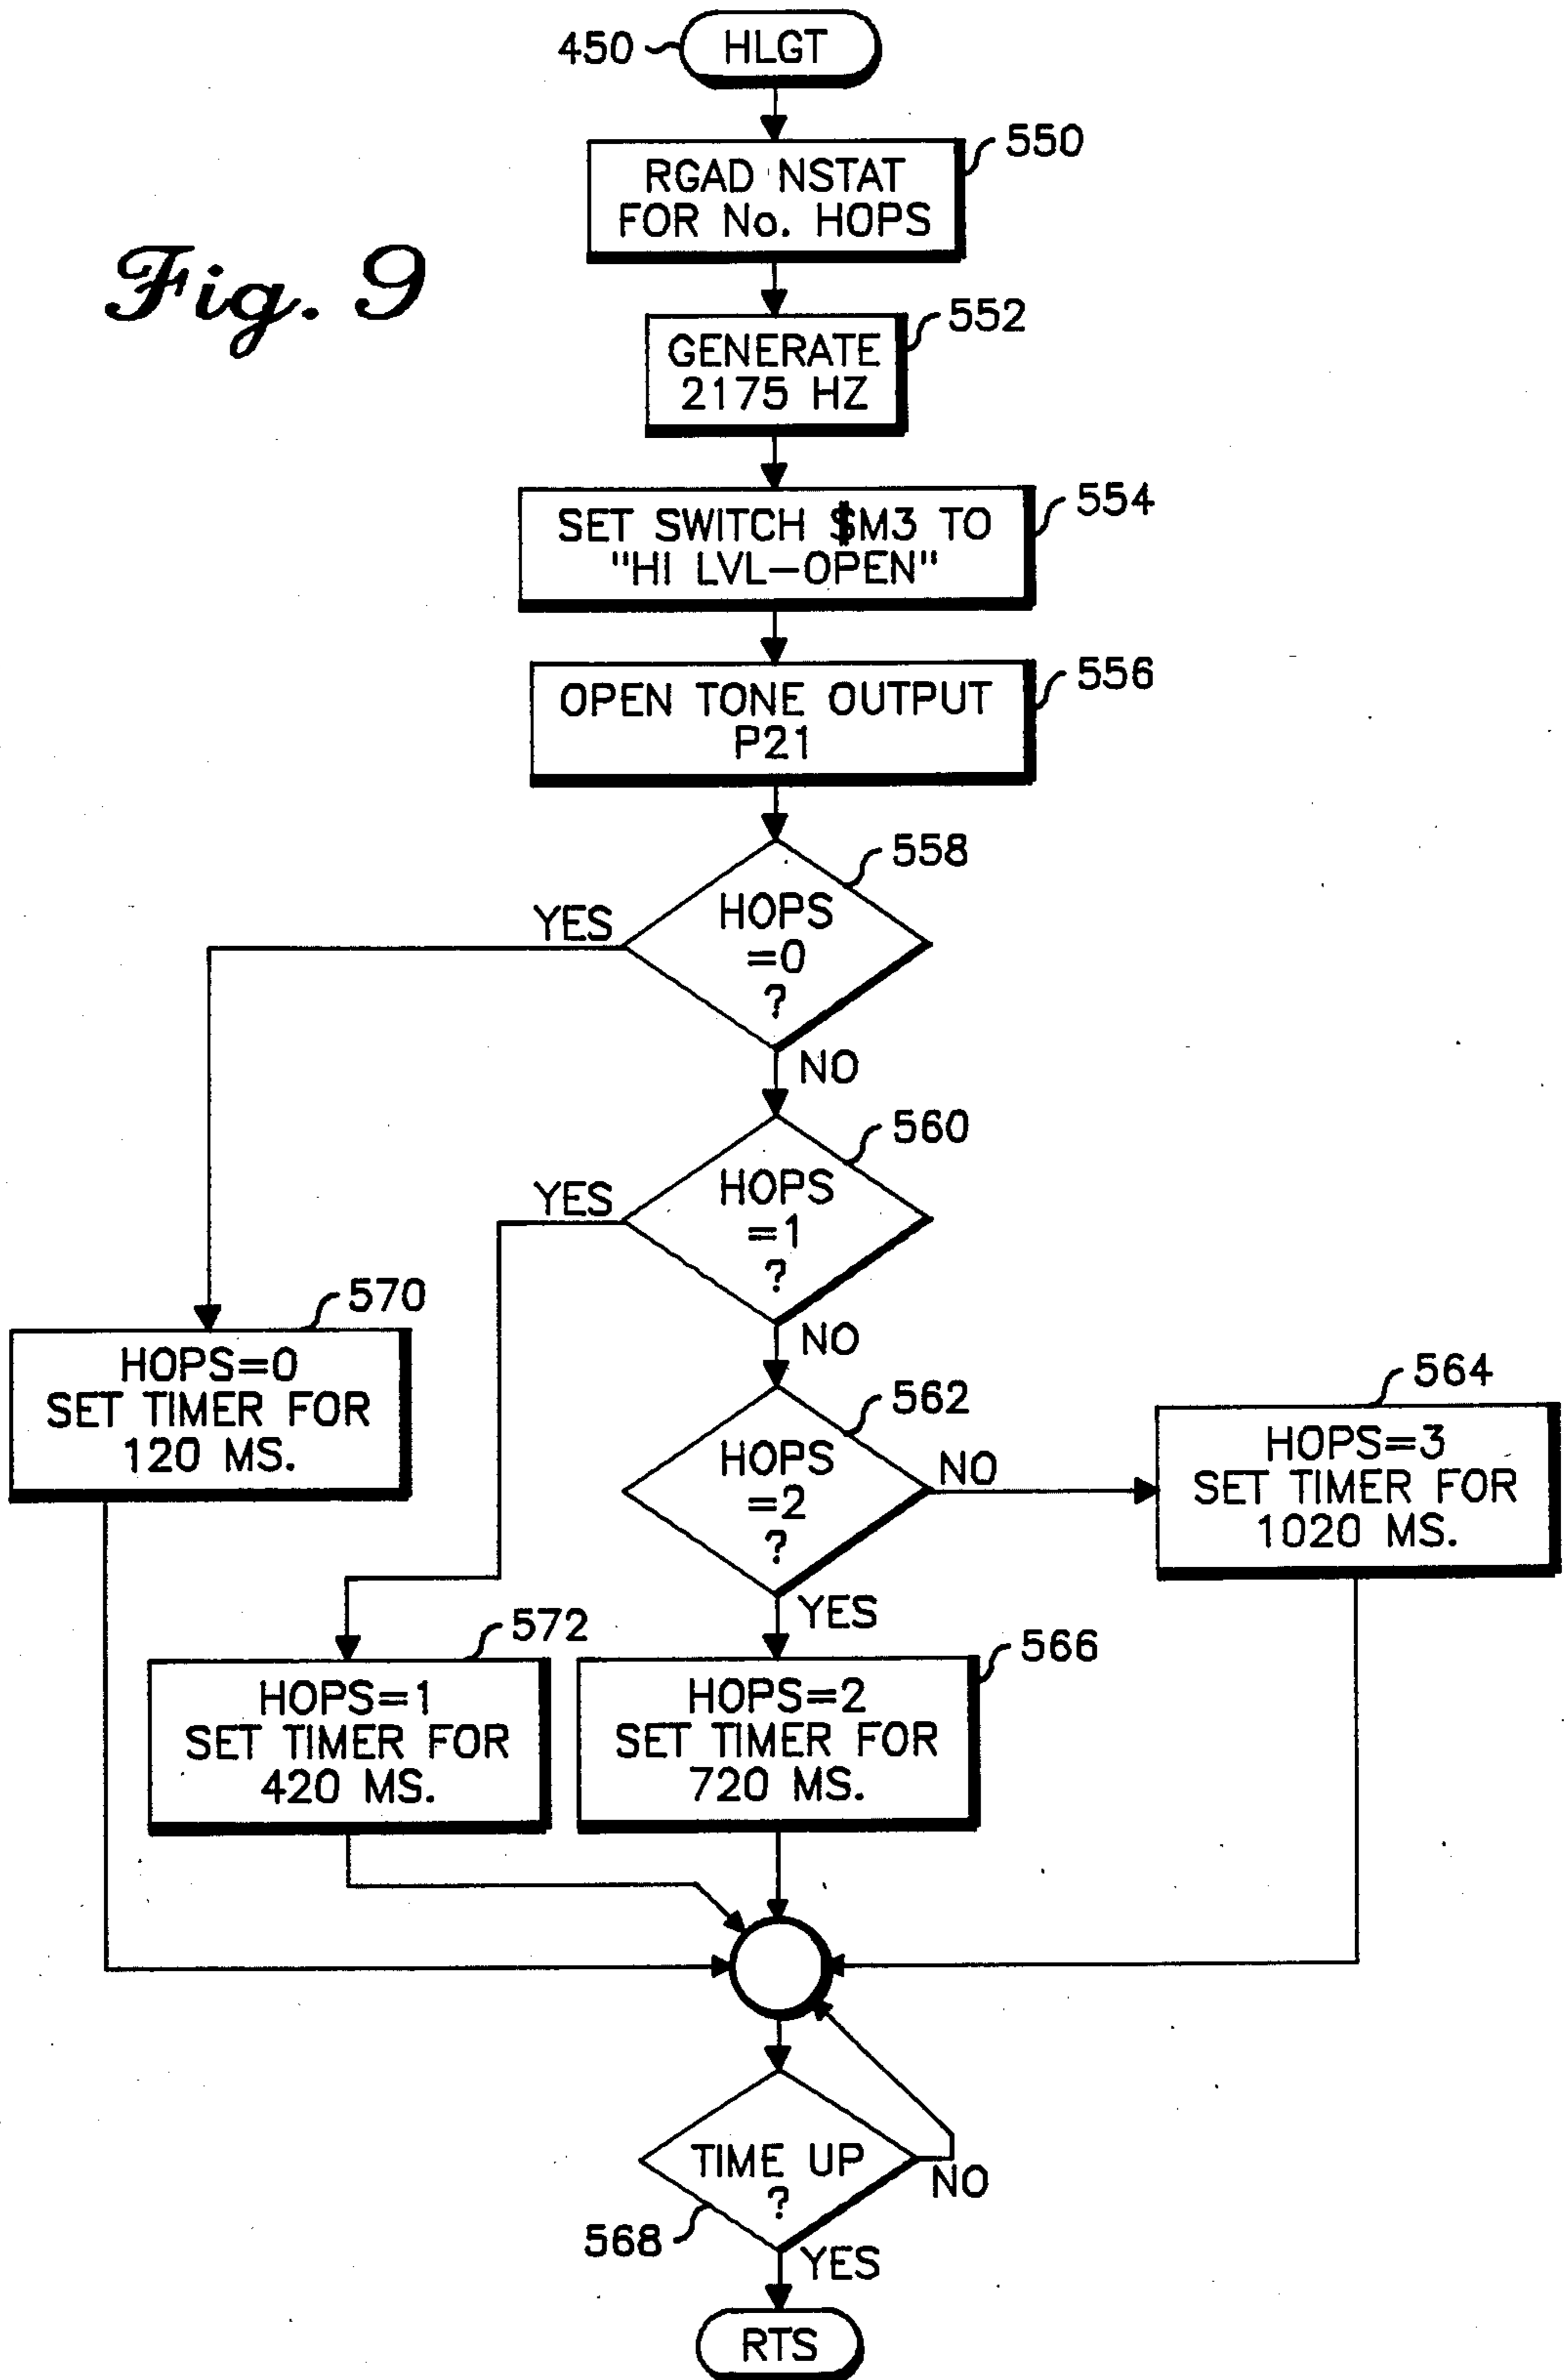 Fig. 9
450
HLGT
550
RGAD NSTAT
FOR No. HOPS
552
GENERATE
2175 HZ
554
SET SWITCH $M3 TO
"HI LVL-OPEN"
556
OPEN TONE OUTPUT
P21
558
HOPS
=0
?
YES
NO
560
HOPS
=1
?
YES
NO
570
HOPS=0
SET TIMER FOR
120 MS.
562
HOPS
=2
?
NO
YES
564
HOPS=3
SET TIMER FOR
1020 MS.
572
HOPS=1
SET TIMER FOR
420 MS.
566
HOPS=2
SET TIMER FOR
720 MS.
TIME UP
?
NO
568
YES
RTS